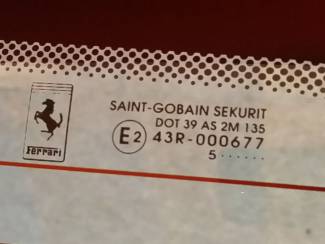 SAINT-GOBAIN SEKURIT
DOT 39 AS 2M 135
E2 43R-000677
5 ······
Ferrari